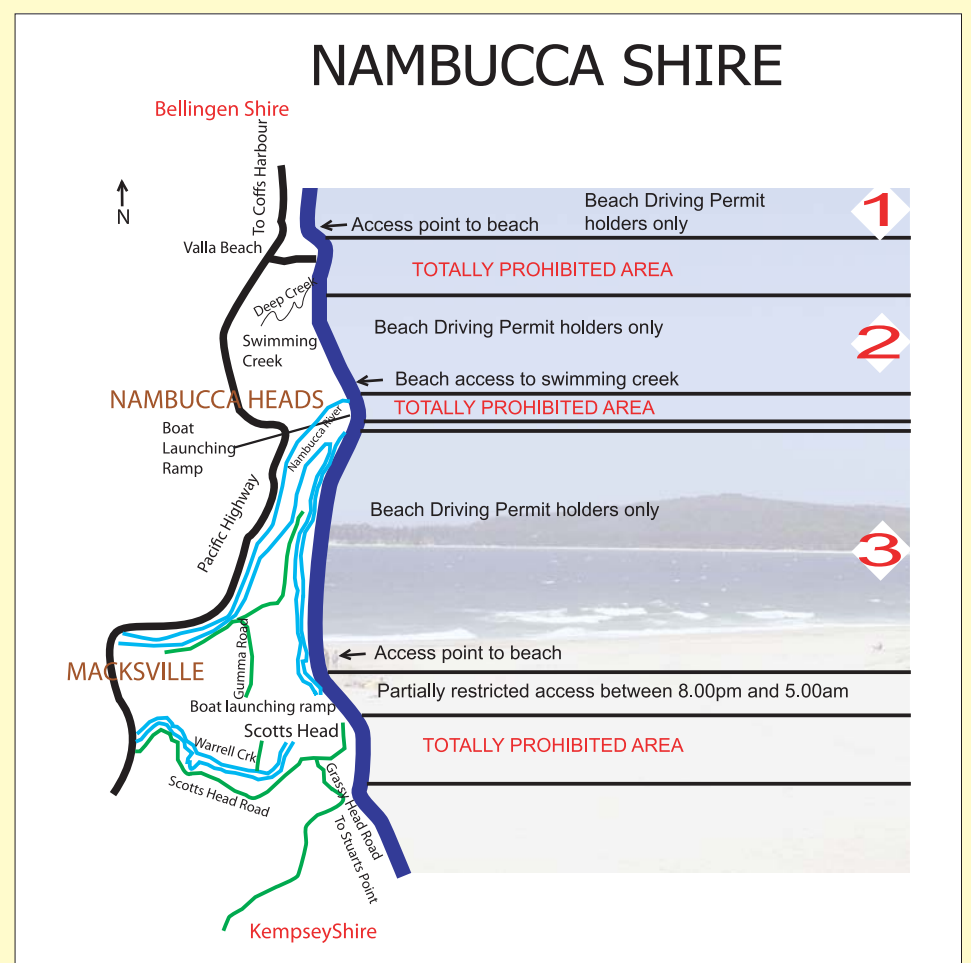 NAMBUCCA SHIRE
Bellingen Shire
To Coffs Harbour
N
Beach Driving Permit
holders only
1
Access point to beach
Valla Beach
TOTALLY PROHIBITED AREA
Deep Creek
Beach Driving Permit holders only
2
Swimming
Creek
Beach access to swimming creek
NAMBUCCA HEADS
TOTALLY PROHIBITED AREA
Boat
Launching
Ramp
Nambucca River
Pacific Highway
Beach Driving Permit holders only
3
Gumma Road
Access point to beach
MACKSVILLE
Partially restricted access between 8.00pm and 5.00am
Boat launching ramp
Scotts Head
Warrell Crk
TOTALLY PROHIBITED AREA
Scotts Head Road
Grassy Head Road
To Stuarts Point
KempseyShire